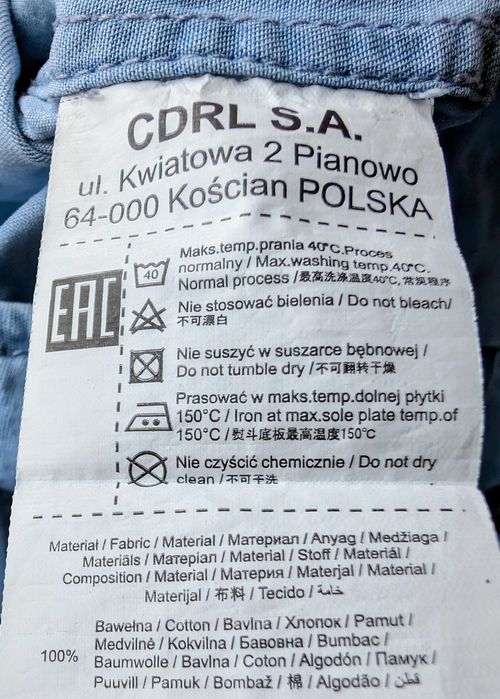 CDRL S.A.
ul. Kwiatowa 2 Pianowo
64-000 Kościan POLSKA
EAC
40
Maks.temp.prania 40°C.Proces
normalny / Max.washing temp.40°C.
Normal process /最高洗涤温度40°C, 常规程序
Nie stosować bielenia / Do not bleach/
不可漂白
Nie suszyć w suszarce bębnowej /
Do not tumble dry /不可翻转干燥
Prasować w maks.temp.dolnej płytki
150°C / Iron at max.sole plate temp.of
150°C /熨斗底板最高温度150°C
Nie czyścić chemicznie / Do not dry
clean /不可干洗
Materiał / Fabric / Material / Материал / Anyag / Medžiaga /
Materiāls / Матеріал / Material / Stoff / Materiál /
Composition / Material / Материя / Materjal / Material /
Materijal / 布料 / Tecido / خامة /
100%
Bawełna / Cotton / Bavlna / Хлопок / Pamut /
Medvilnė / Kokvilna / Бавовна / Bumbac /
Baumwolle / Bavlna / Coton / Algodón / Памук /
Puuvill / Pamuk / Bombaž / 棉 / Algodão / قطن /